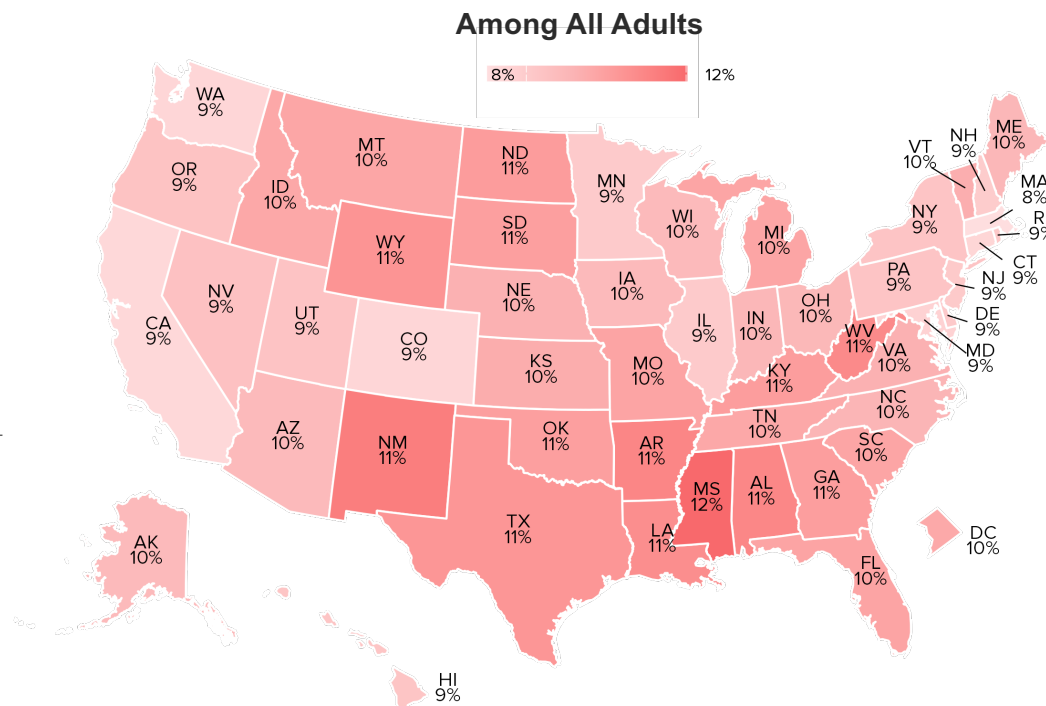 Among All Adults
8%
12%
WA
9%
OR
9%
ID
10%
MT
10%
ND
11%
MN
9%
VT
10%
NH
9%
ME
10%
MA
8%
R
9%
CT
9%
NY
9%
WI
10%
MI
10%
SD
11%
WY
11%
NV
9%
UT
9%
CA
9%
CO
9%
NE
10%
IA
10%
IL
9%
IN
10%
OH
10%
PA
9%
NJ
9%
DE
9%
MD
9%
WV
11%
VA
10%
KY
11%
KS
10%
MO
10%
AZ
10%
NM
11%
OK
11%
AR
11%
TN
10%
NC
10%
SC
10%
MS
12%
AL
11%
GA
11%
TX
11%
LA
11%
FL
10%
DC
10%
AK
10%
HI
9%